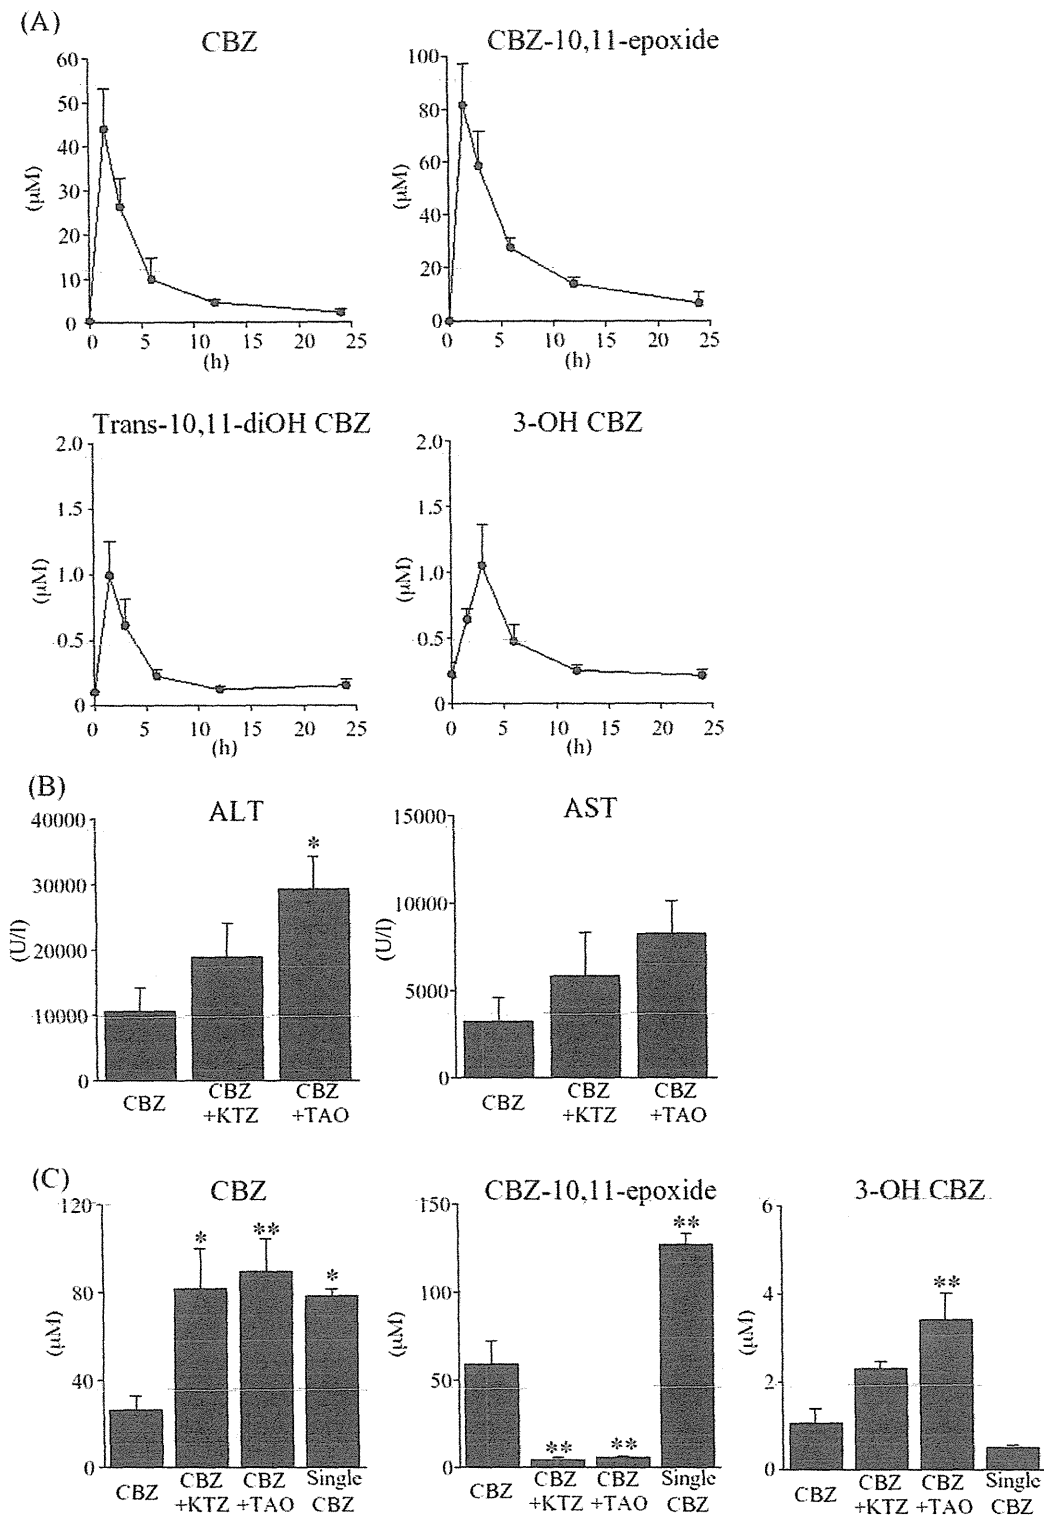 (A)
CBZ
CBZ-10,11-epoxide
60
50
40
30
20
10
0
(μM)
0 5 10 15 20 25
(h)
100
80
60
40
20
0
(μM)
0 5 10 15 20 25
(h)
Trans-10,11-diOH CBZ
3-OH CBZ
2.0
1.5
1.0
0.5
0
(μM)
0 5 10 15 20 25
(h)
2.0
1.5
1.0
0.5
0
(μM)
0 5 10 15 20 25
(h)
(B)
ALT
AST
40000
30000
20000
10000
0
(U/l)
*
CBZ
CBZ
+KTZ
CBZ
+TAO
15000
10000
5000
0
(U/l)
CBZ
CBZ
+KTZ
CBZ
+TAO
(C)
CBZ
CBZ-10,11-epoxide
3-OH CBZ
120
80
40
0
(μM)
* ** *
CBZ
CBZ
+KTZ
CBZ
+TAO
Single
CBZ
150
100
50
0
(μM)
** ** **
CBZ
CBZ
+KTZ
CBZ
+TAO
Single
CBZ
6
4
2
0
(μM)
**
CBZ
CBZ
+KTZ
CBZ
+TAO
Single
CBZ